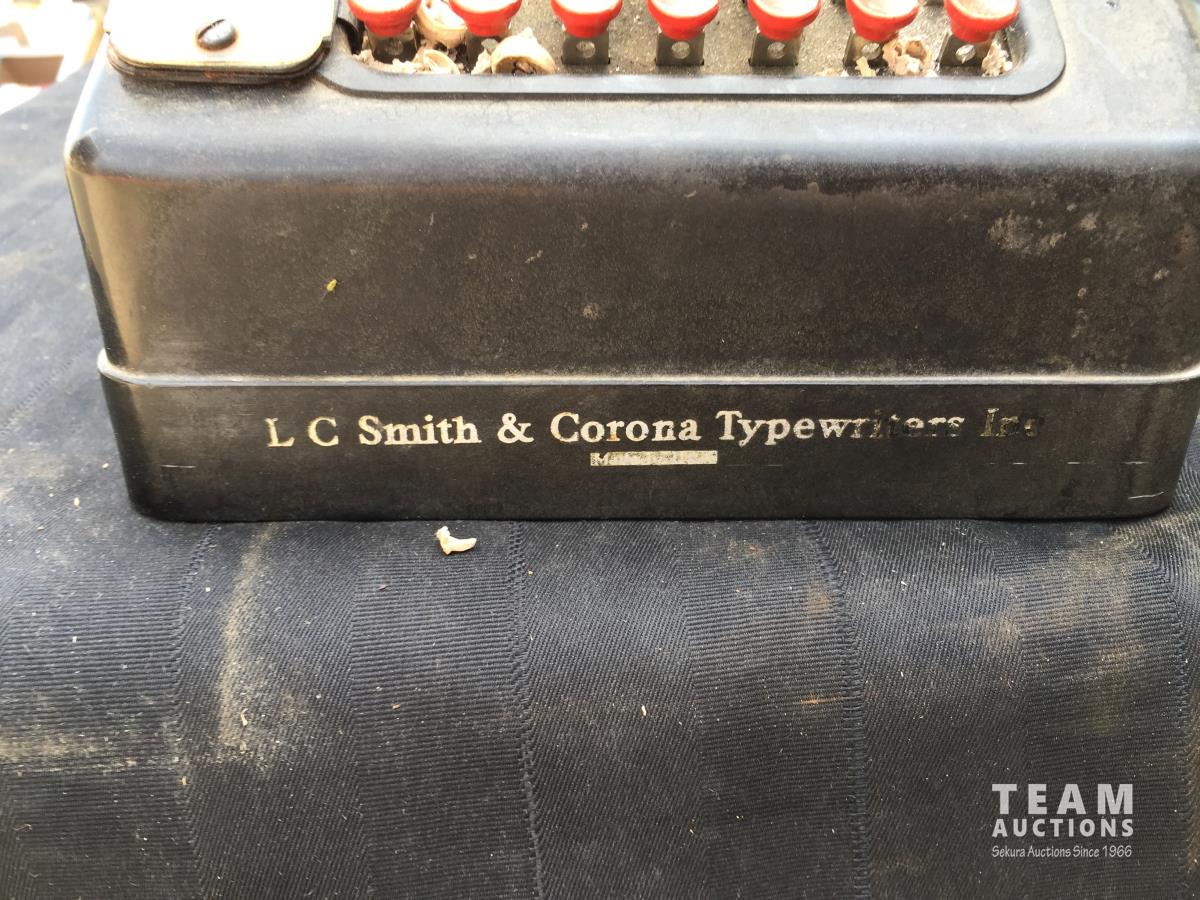 L C Smith & Corona Typewriters Inc
TEAM
AUCTIONS
Sekura Auctions Since 1966